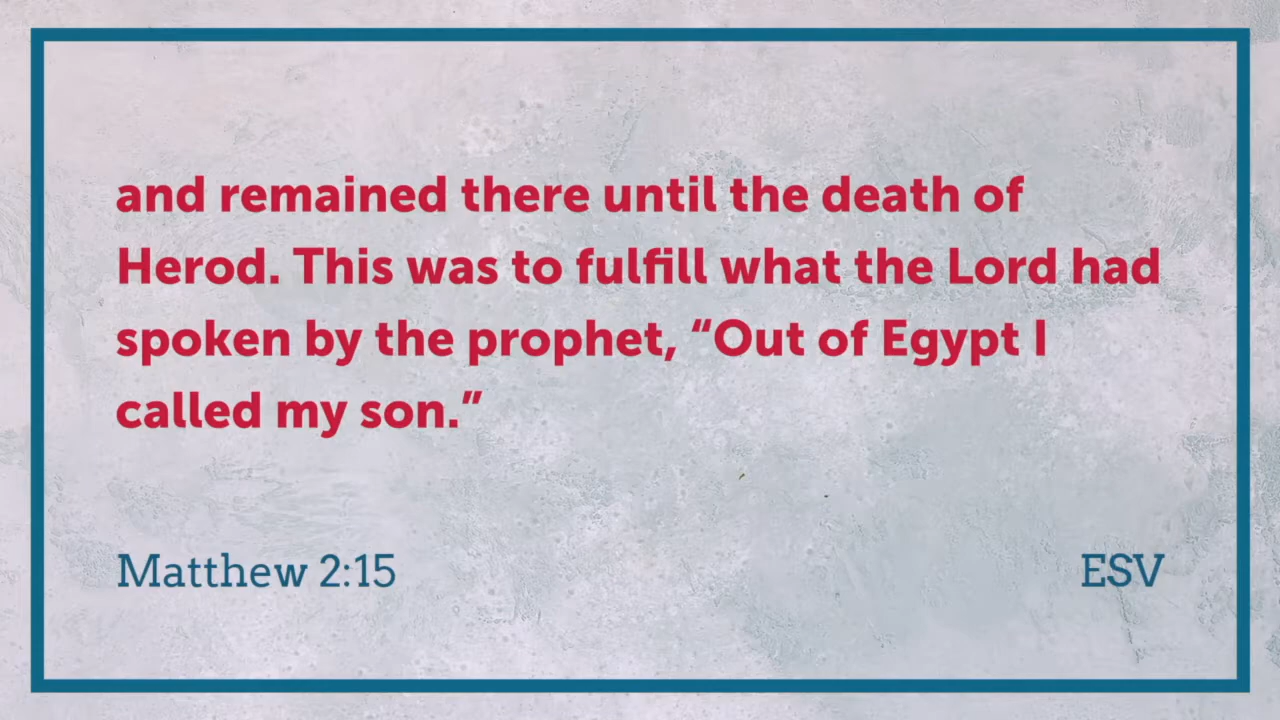 and remained there until the death of
Herod. This was to fulfill what the Lord had
spoken by the prophet, “Out of Egypt I
called my son.”
Matthew 2:15
ESV